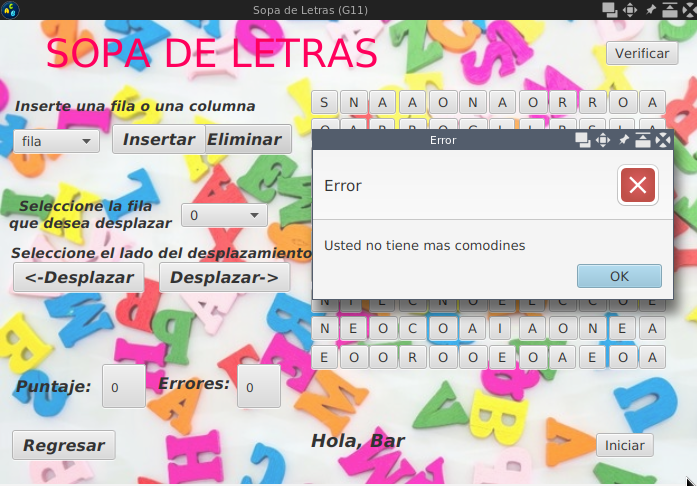 Sopa de Letras (G11)
SOPA DE LETRAS
Verificar
Inserte una fila o una columna
fila
Insertar
Eliminar
S N A A O N A O R R O A
Error
Error
Usted no tiene mas comodines
OK
Seleccione la fila
que desea desplazar
0
Seleccione el lado del desplazamiento
<-Desplazar
Desplazar->
N E O C O A I A O N E A
E O O R O O E O A E O A
Puntaje:
0
Errores:
0
Hola, Bar
Regresar
Iniciar